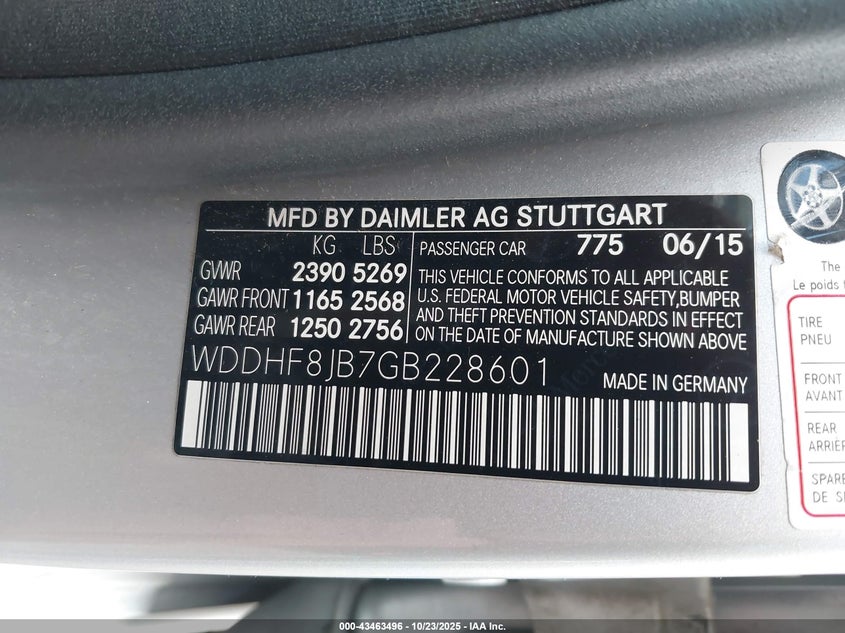 MFD BY DAIMLER AG STUTTGART
KG LBS
GVWR 2390 5269
GAWR FRONT 1165 2568
GAWR REAR 1250 2756
PASSENGER CAR 775 06/15
THIS VEHICLE CONFORMS TO ALL APPLICABLE
U.S. FEDERAL MOTOR VEHICLE SAFETY,BUMPER
AND THEFT PREVENTION STANDARDS IN EFFECT
ON THE DATE OF MANUFACTURE SHOWN ABOVE
WDDHF8JB7GB228601
MADE IN GERMANY
The
Le poids
TIRE
PNEU
FRONT
AVANT
REAR
SPARE
DE
000-43463496 - 10/23/2025 - IAA Inc.